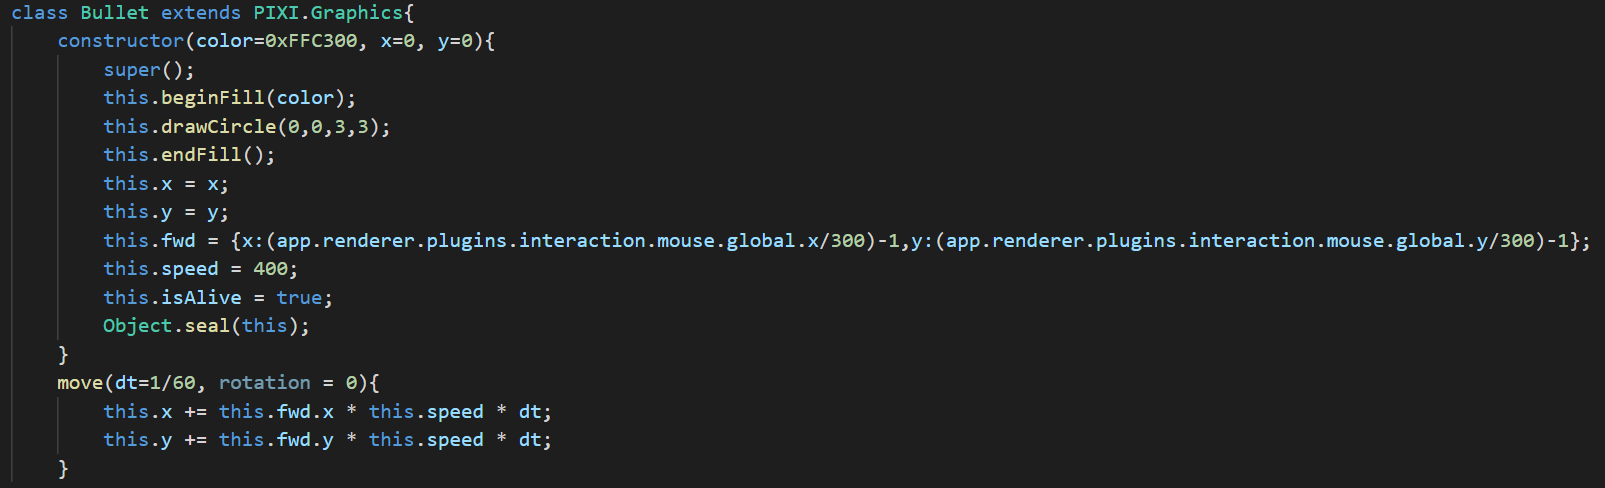 class Bullet extends PIXI.Graphics{
    constructor(color=0xFFC300, x=0, y=0){
        super();
        this.beginFill(color);
        this.drawCircle(0,0,3,3);
        this.endFill();
        this.x = x;
        this.y = y;
        this.fwd = {x:(app.renderer.plugins.interaction.mouse.global.x/300)-1,y:(app.renderer.plugins.interaction.mouse.global.y/300)-1};
        this.speed = 400;
        this.isAlive = true;
        Object.seal(this);
    }
    move(dt=1/60, rotation = 0){
        this.x += this.fwd.x * this.speed * dt;
        this.y += this.fwd.y * this.speed * dt;
    }